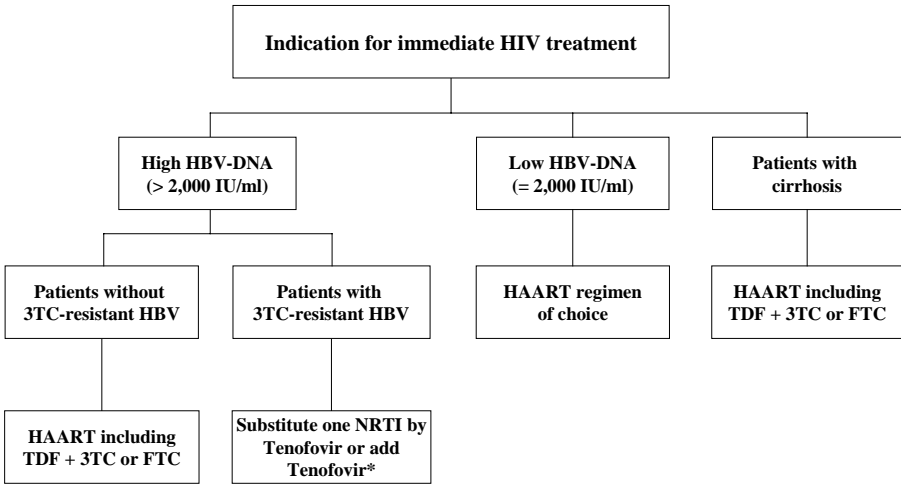 Indication for immediate HIV treatment
High HBV-DNA
(> 2,000 IU/ml)
Low HBV-DNA
(= 2,000 IU/ml)
Patients with
cirrhosis
Patients without
3TC-resistant HBV
Patients with
3TC-resistant HBV
HAART regimen
of choice
HAART including
TDF + 3TC or FTC
HAART including
TDF + 3TC or FTC
Substitute one NRTI by
Tenofovir or add
Tenofovir*